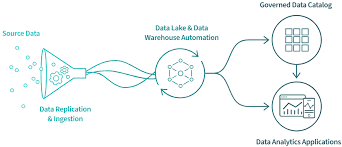 Source Data
Data Replication
& Ingestion
Data Lake & Data
Warehouse Automation
Governed Data Catalog
Data Analytics Applications